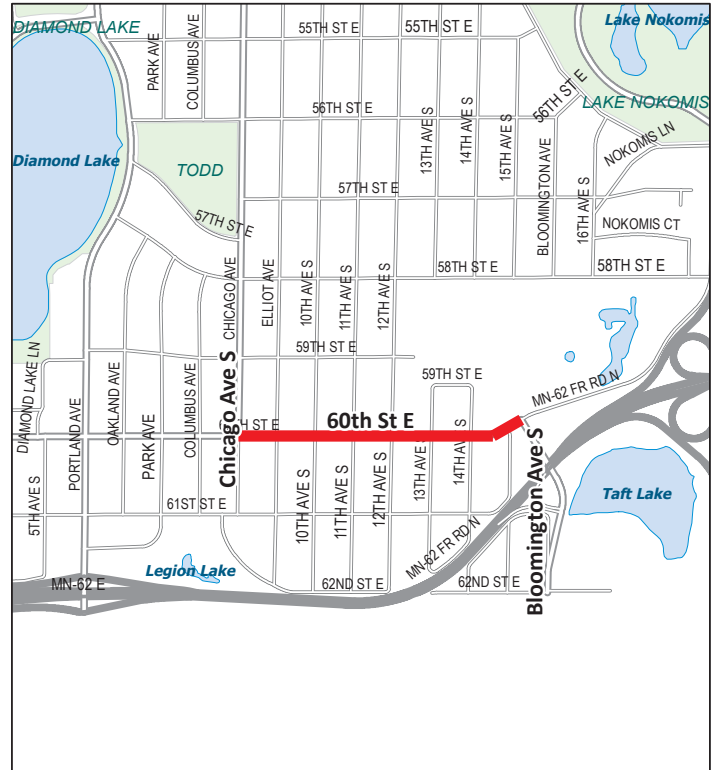 DIAMOND LAKE
PARK AVE
COLUMBUS AVE
55TH ST E
55TH ST E
Lake Nokomis
56TH ST E
56TH ST E
LAKE NOKOMIS
13TH AVE S
14TH AVE S
15TH AVE S
BLOOMINGTON AVE
16TH AVE S
NOKOMIS LN
Diamond Lake
TODD
57TH ST E
57TH ST E
NOKOMIS CT
58TH ST E
58TH ST E
CHICAGO AVE
ELLIOT AVE
10TH AVE S
11TH AVE S
12TH AVE S
59TH ST E
59TH ST E
MN-62 FR RD N
DIAMOND LAKE LN
PORTLAND AVE
OAKLAND AVE
PARK AVE
COLUMBUS AVE
Chicago Ave S
60th St E
ST E
5TH AVE S
10TH AVE S
11TH AVE S
12TH AVE S
13TH AVE S
14TH AVE S
Bloomington Ave S
Taft Lake
61ST ST E
MN-62 FR RD N
Legion Lake
MN-62 E
62ND ST E
62ND ST E